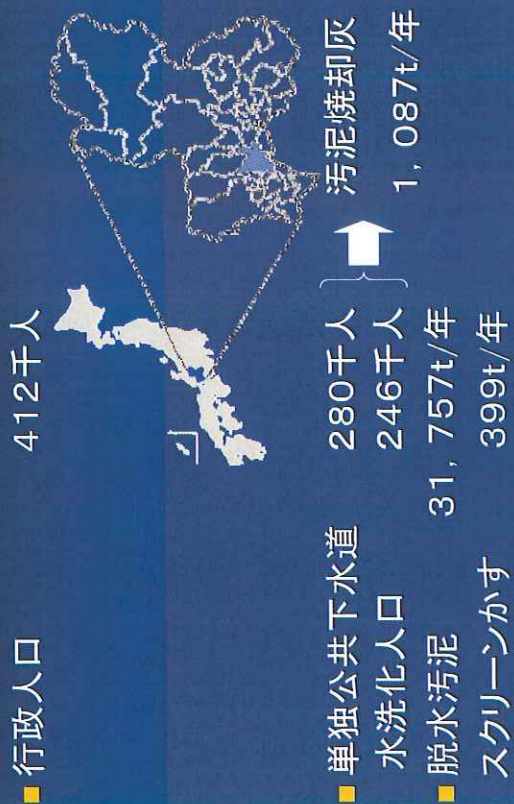 ■行政人口 412千人
■単独公共下水道 280千人
水洗化人口 246千人
■脱水汚泥 31,757t/年
スクリーンかす 399t/年
汚泥焼却灰
1,087t/年